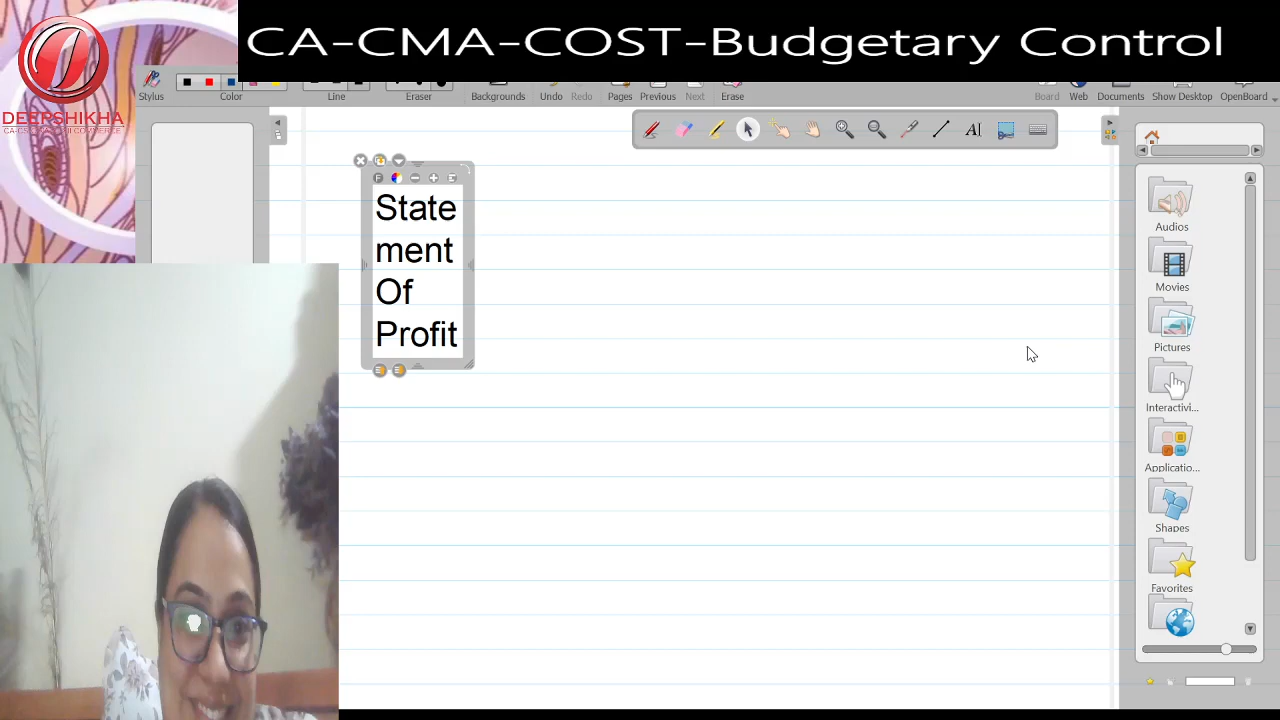 CA-CMA-COST-Budgetary Control
DEEPSHIKHA
Stylus
Color
Line
Eraser
Backgrounds
Undo
Redo
Pages
Previous
Next
Erase
Board
Web
Documents
Show Desktop
OpenBoard
State
ment
Of
Profit
Audios
Movies
Pictures
Interactivi...
Applicatio...
Shapes
Favorites